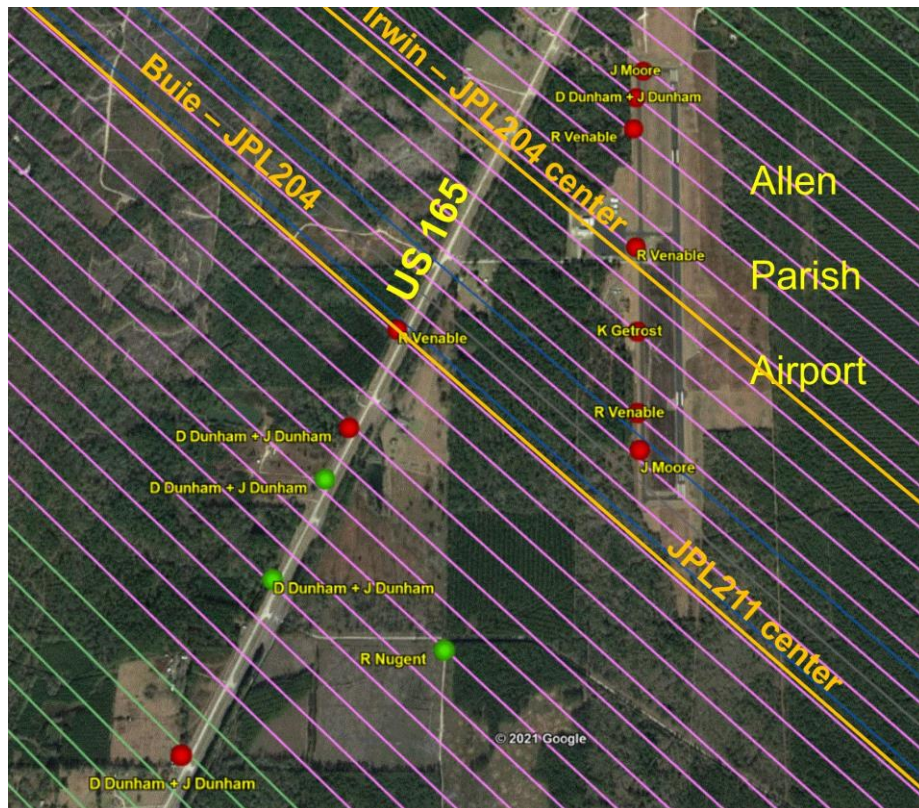 Irwin – JPL204 center
Buie – JPL204
J Moore
D Dunham + J Dunham
R Venable
Allen
US 165
R Venable
Parish
R Venable
K Getrost
Airport
R Venable
D Dunham + J Dunham
J Moore
D Dunham + J Dunham
JPL211 center
D Dunham + J Dunham
R Nugent
© 2021 Google
D Dunham + J Dunham